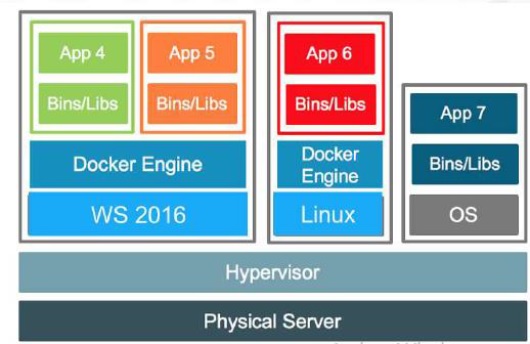 App 4
App 5
App 6
Bins/Libs
Bins/Libs
Bins/Libs
App 7
Docker Engine
Docker
Engine
Bins/Libs
WS 2016
Linux
OS
Hypervisor
Physical Server